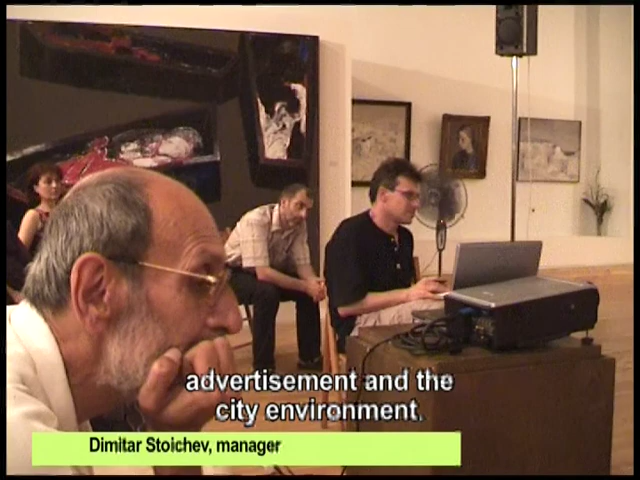 advertisement and the
city environment.
Dimitar Stoichev, manager